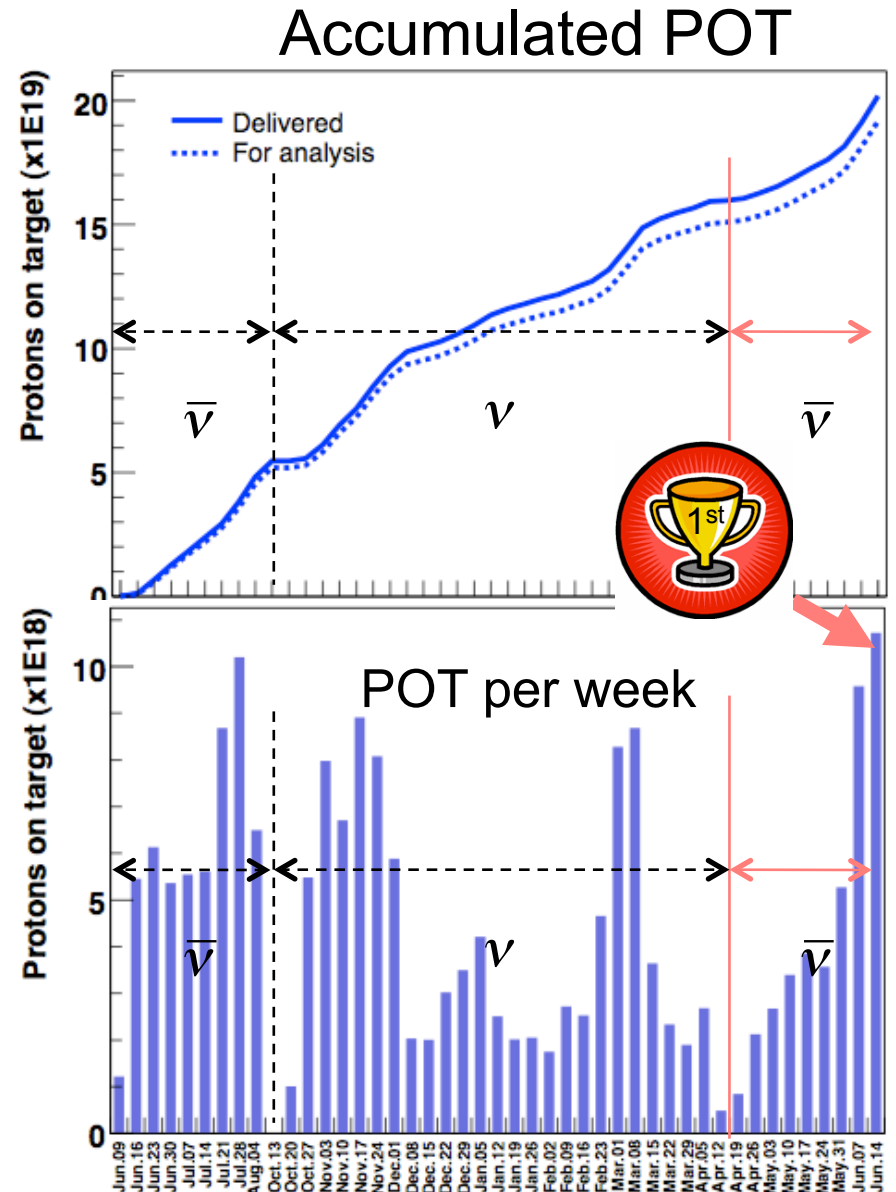 Accumulated POT
Protons on target (x1E19)
20
15
10
5
0
Delivered
For analysis
ν̅
ν
ν̅
1st
Protons on target (x1E18)
10
5
0
POT per week
ν̅
ν
ν̅
Jun.09
Jun.16
Jun.23
Jun.30
Jul.07
Jul.14
Jul.21
Jul.28
Aug.04
Oct.13
Oct.20
Oct.27
Nov.03
Nov.10
Nov.17
Nov.24
Dec.01
Dec.08
Dec.15
Dec.22
Dec.29
Jan.05
Jan.12
Jan.19
Jan.26
Feb.02
Feb.09
Feb.16
Feb.23
Mar.01
Mar.08
Mar.15
Mar.22
Mar.29
Apr.05
Apr.12
Apr.19
Apr.26
May.03
May.10
May.17
May.24
May.31
Jun.07
Jun.14